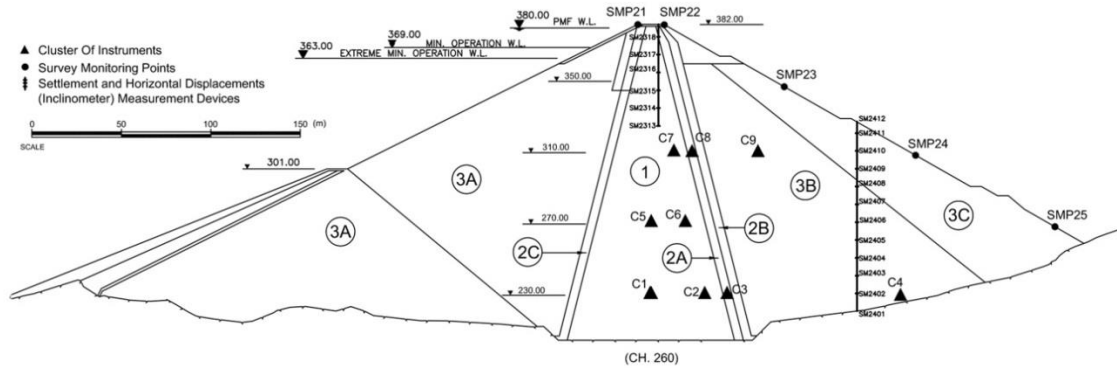 SMP21
SMP22
380.00
PMF W.L.
382.00
369.00
MIN. OPERATION W.L.
363.00
EXTREME MIN. OPERATION W.L.
Cluster Of Instruments
Survey Monitoring Points
Settlement and Horizontal Displacements
(Inclinometer) Measurement Devices
0 50 100 150 (m)
SCALE
SM2318
SM2317
SM2316
SM2315
SM2314
SM2313
350.00
SMP23
SM2412
SM2411
SM2410
SM2409
SM2408
SM2407
SM2406
SM2405
SM2404
SM2403
SM2402
SM2401
SMP24
SMP25
C7
C8
C9
310.00
301.00
3A
1
3B
3C
3A
270.00
C5
C6
2B
2C
2A
230.00
C1
C2
C3
C4
(CH. 260)